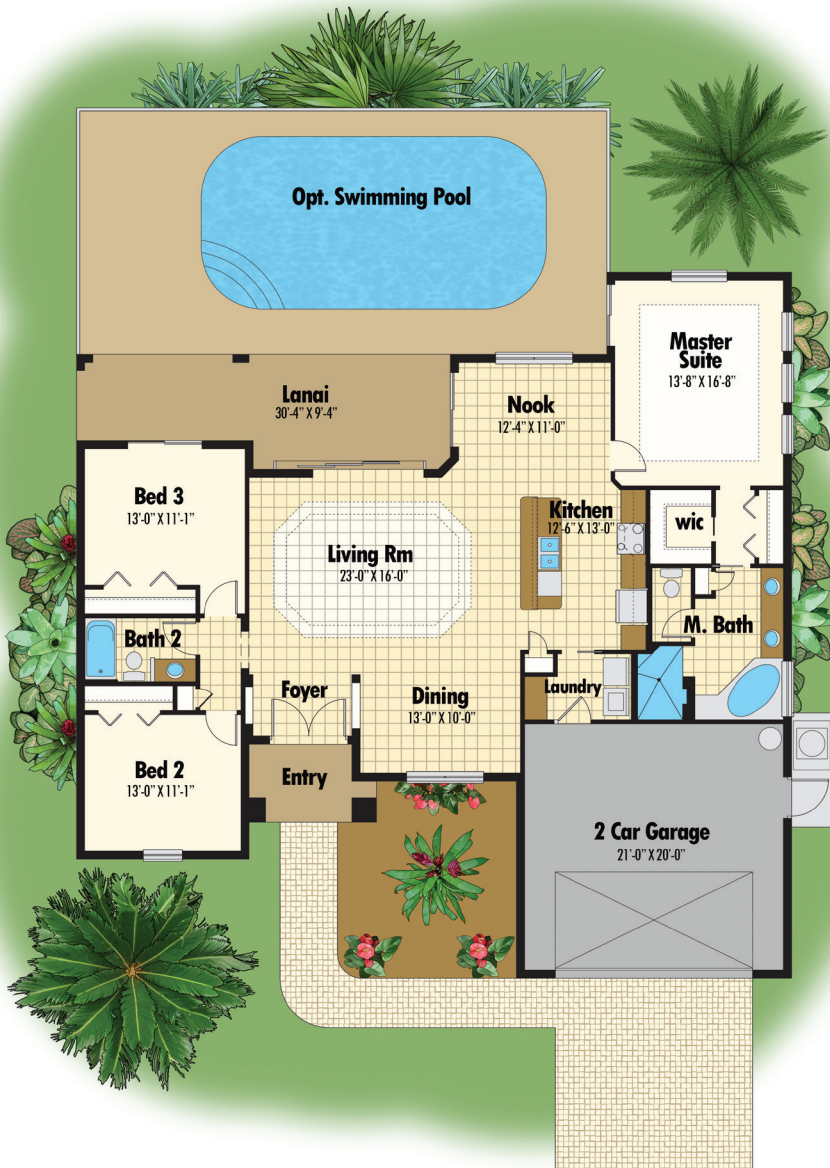 Opt. Swimming Pool
Master
Suite
13'-8" X 16'-8"
Lanai
30'-4" X 9'-4"
Nook
12'-4" X 11'-0"
Bed 3
13'-0" X 11'-1"
Kitchen
12'-6" X 13'-0"
wic
Living Rm
23'-0" X 16'-0"
Bath 2
M. Bath
Foyer
Dining
13'-0" X 10'-0"
Laundry
Bed 2
13'-0" X 11'-1"
Entry
2 Car Garage
21'-0" X 20'-0"